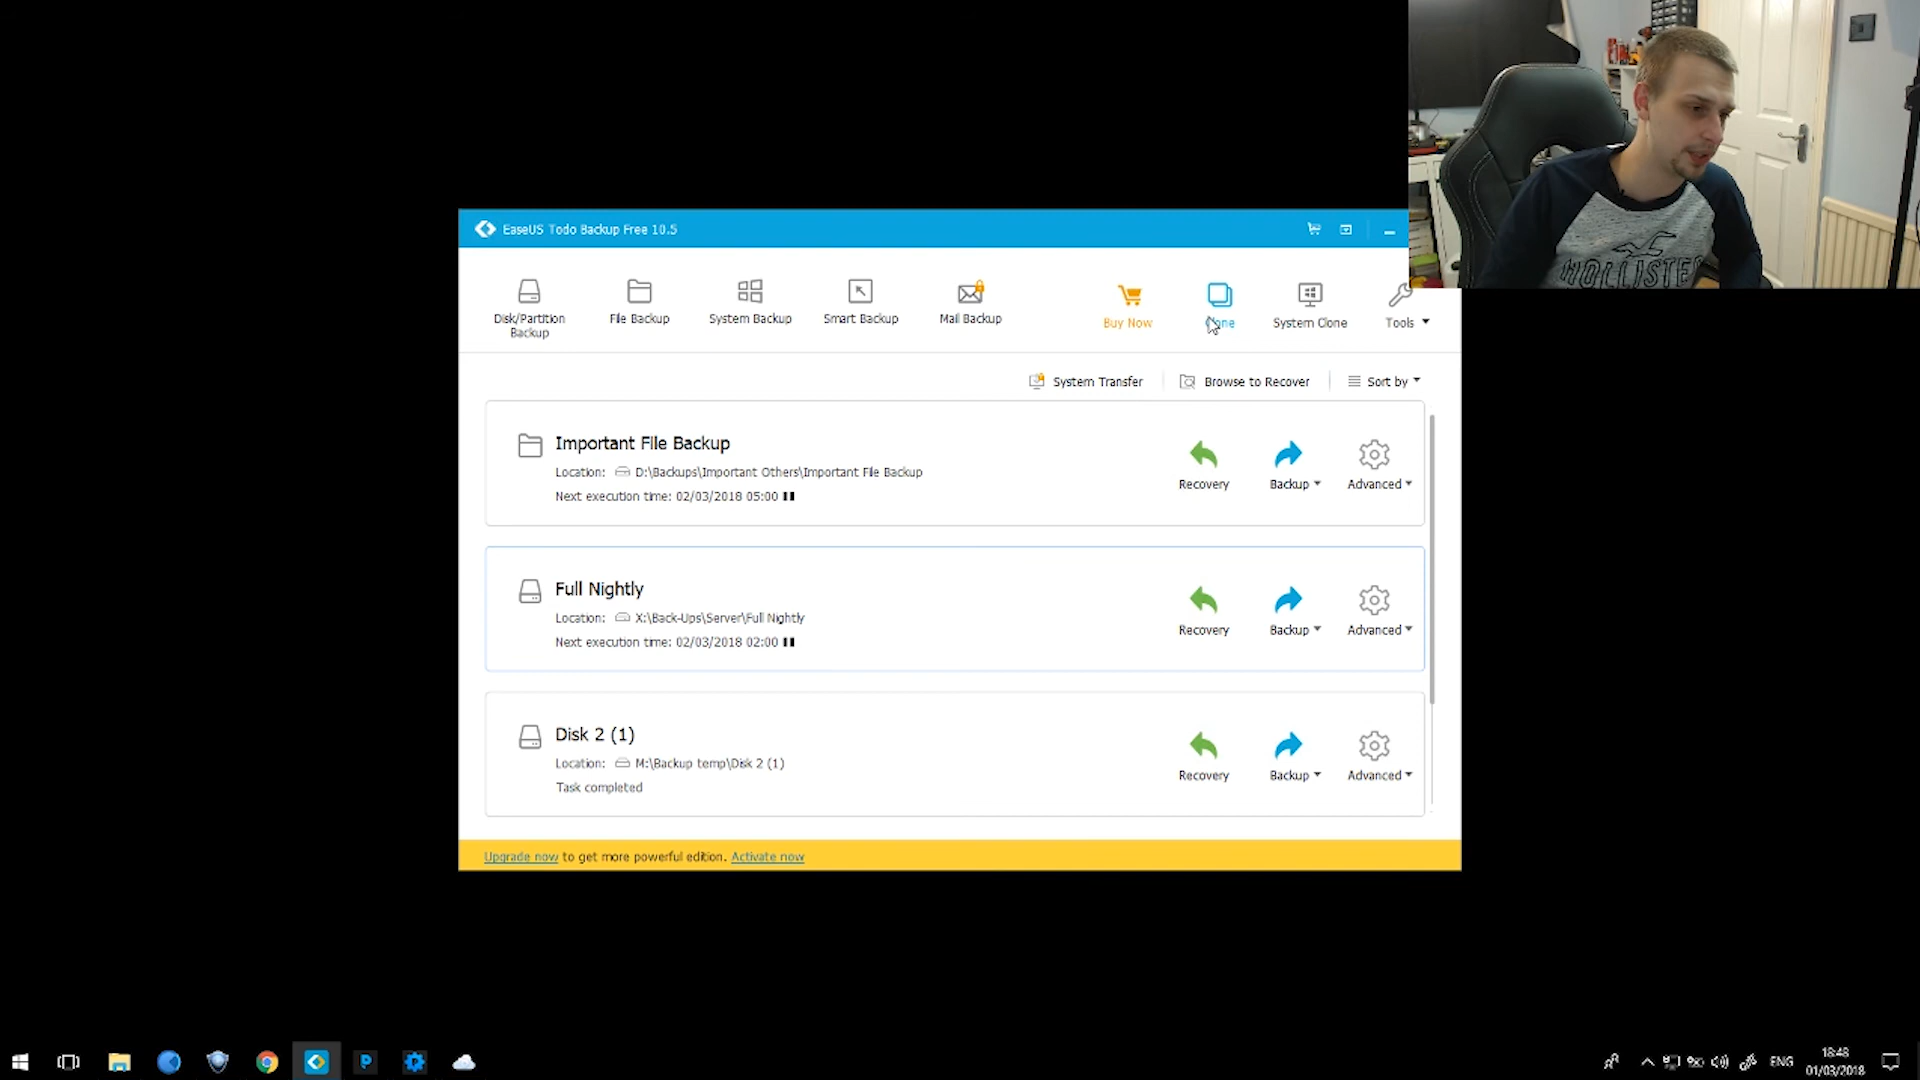 EaseUS Todo Backup Free 10.5
Disk/Partition
Backup
File Backup
System Backup
Smart Backup
Mail Backup
Buy Now
Clone
System Clone
Tools
System Transfer
Browse to Recover
Sort by
Important File Backup
Location: D:\Backups\Important Others\Important File Backup
Next execution time: 02/03/2018 05:00
Recovery
Backup
Advanced
Full Nightly
Location: X:\Back-Ups\Server\Full Nightly
Next execution time: 02/03/2018 02:00
Recovery
Backup
Advanced
Disk 2 (1)
Location: M:\Backup temp\Disk 2 (1)
Task completed
Recovery
Backup
Advanced
Upgrade now to get more powerful edition. Activate now
HOLLISTER
ENG
18:48
01/03/2018